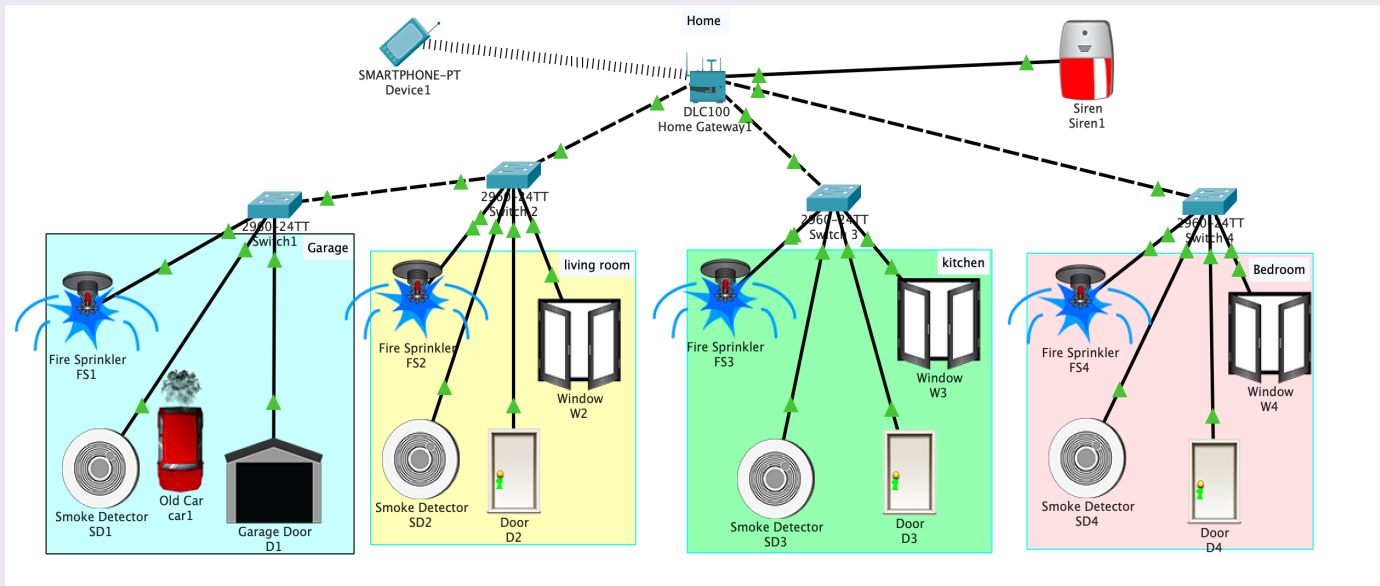 Home
SMARTPHONE-PT
Device1
DLC100
Home Gateway1
Siren
Siren1
2960-24TT
Switch1
2960-24TT
Switch 2
2960-24TT
Switch 3
2960-24TT
Switch 4
Garage
Fire Sprinkler
FS1
Smoke Detector
SD1
Old Car
car1
Garage Door
D1
living room
Fire Sprinkler
FS2
Window
W2
Smoke Detector
SD2
Door
D2
kitchen
Fire Sprinkler
FS3
Window
W3
Smoke Detector
SD3
Door
D3
Bedroom
Fire Sprinkler
FS4
Window
W4
Smoke Detector
SD4
Door
D4